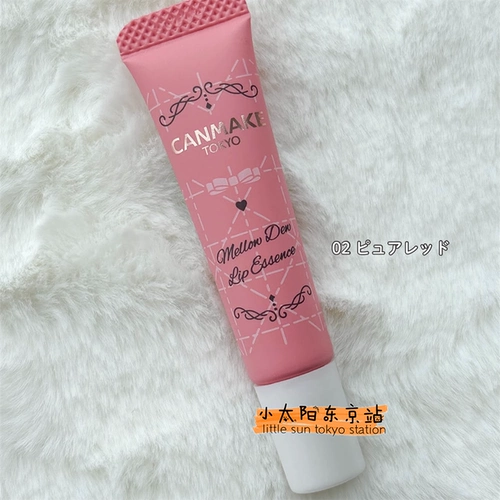 CANMAKE
TOKYO
Mellow Dew
Lip Essence
02 ピュアレッド
小太阳东京站
little sun tokyo station